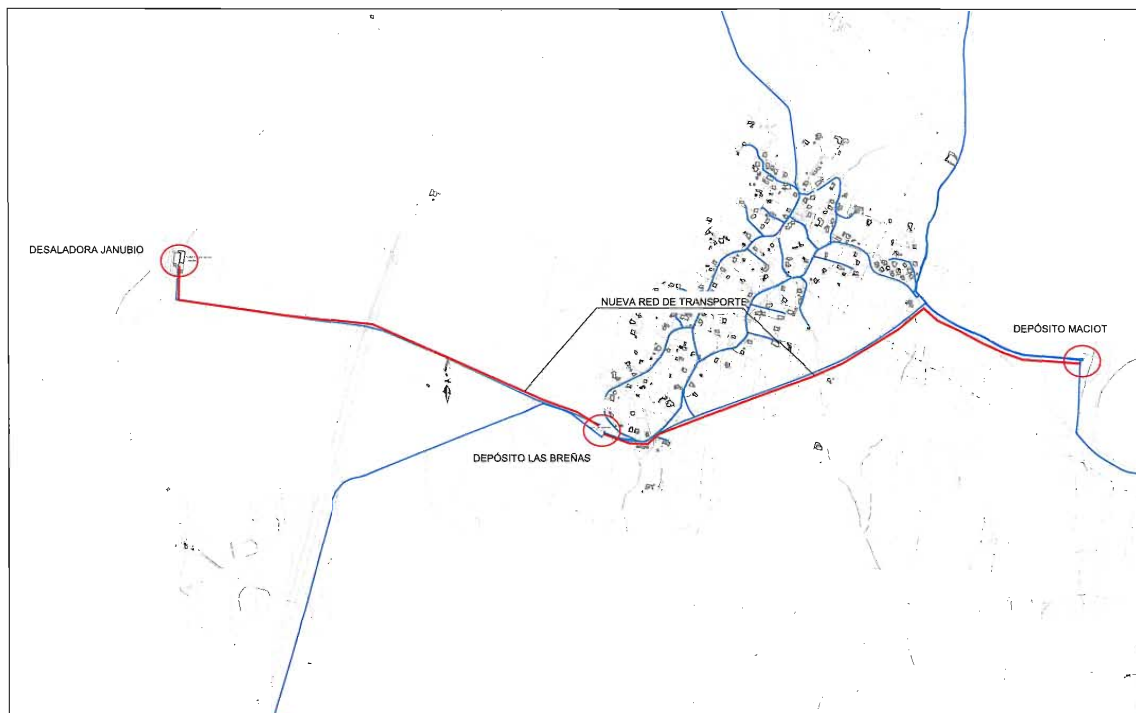 DESALADORA JANUBIO
NUEVA RED DE TRANSPORTE
DEPÓSITO MACIOT
DEPÓSITO LAS BREÑAS